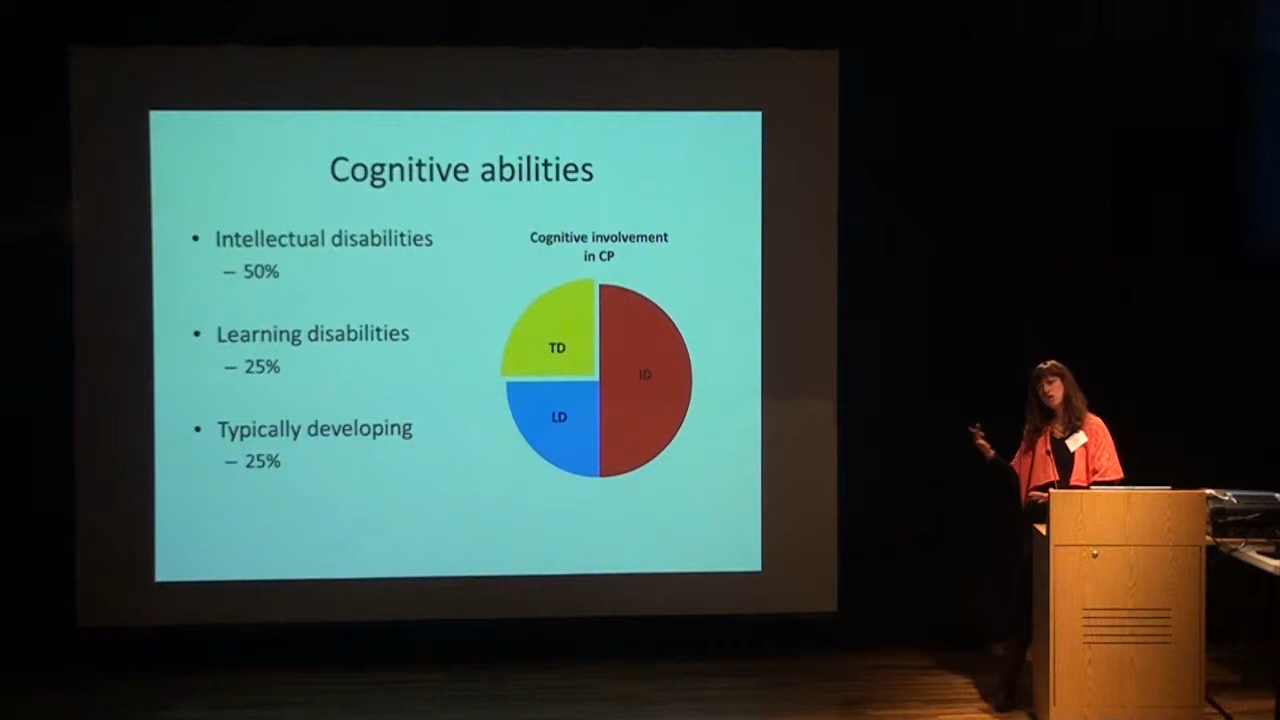 Cognitive abilities
• Intellectual disabilities
– 50%
• Learning disabilities
– 25%
• Typically developing
– 25%
Cognitive involvement
in CP
TD
ID
LD